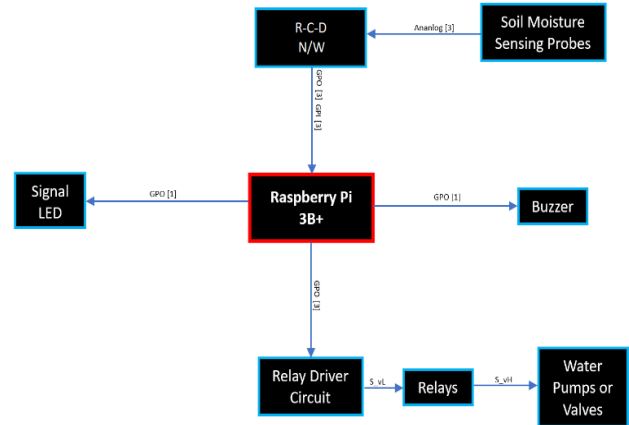 R-C-D
N/W
Ananlog [3]
Soil Moisture
Sensing Probes
GPO [3] GPI [3]
Signal
LED
GPO [1]
Raspberry Pi
3B+
GPO [1]
Buzzer
GPO [3]
Relay Driver
Circuit
S_vL
Relays
S_vH
Water
Pumps or
Valves